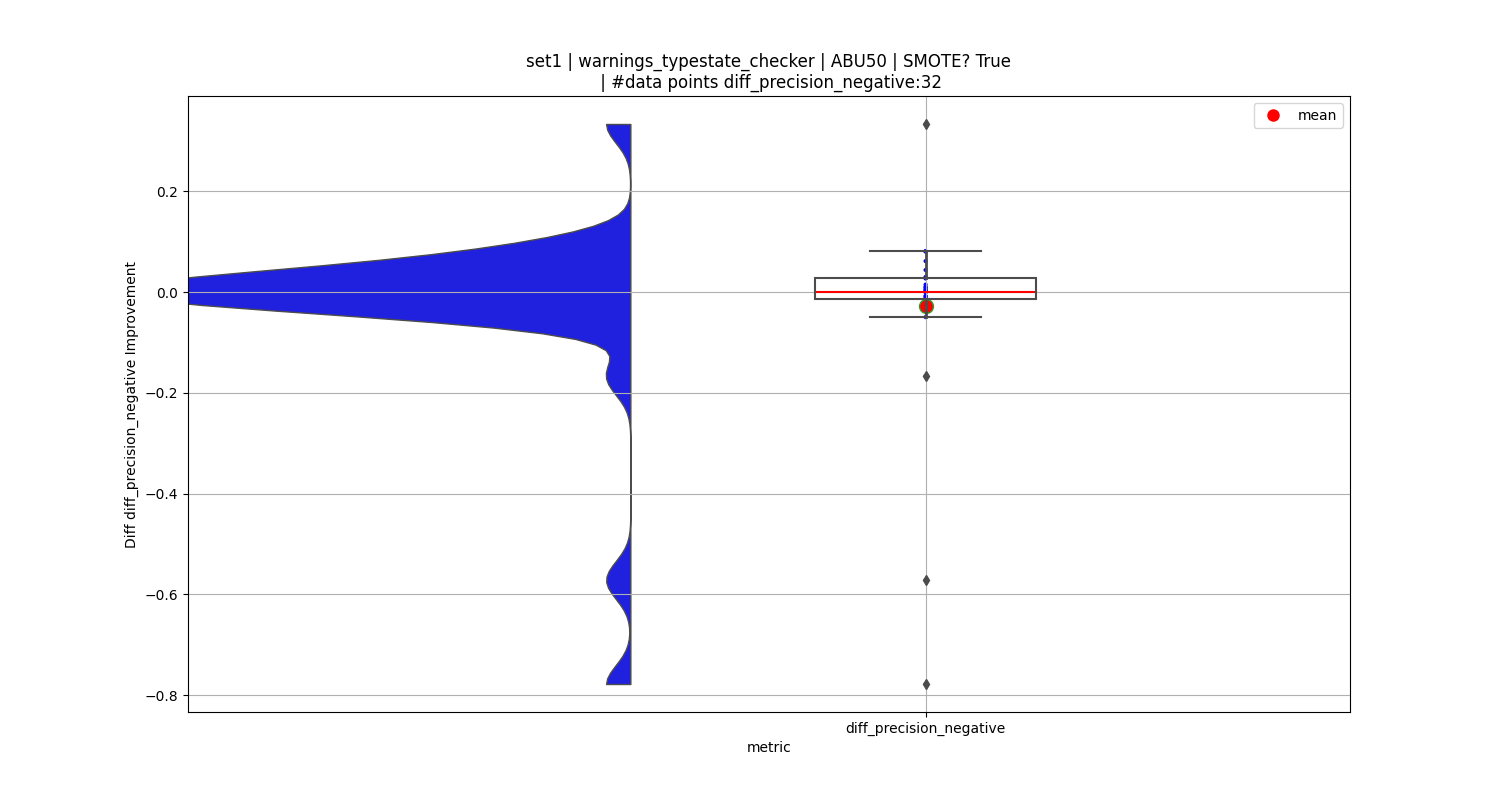 set1 | warnings_typestate_checker | ABU50 | SMOTE? True
| #data points diff_precision_negative:32
mean
0.2
0.0
−0.2
−0.4
−0.6
−0.8
Diff diff_precision_negative Improvement
diff_precision_negative
metric